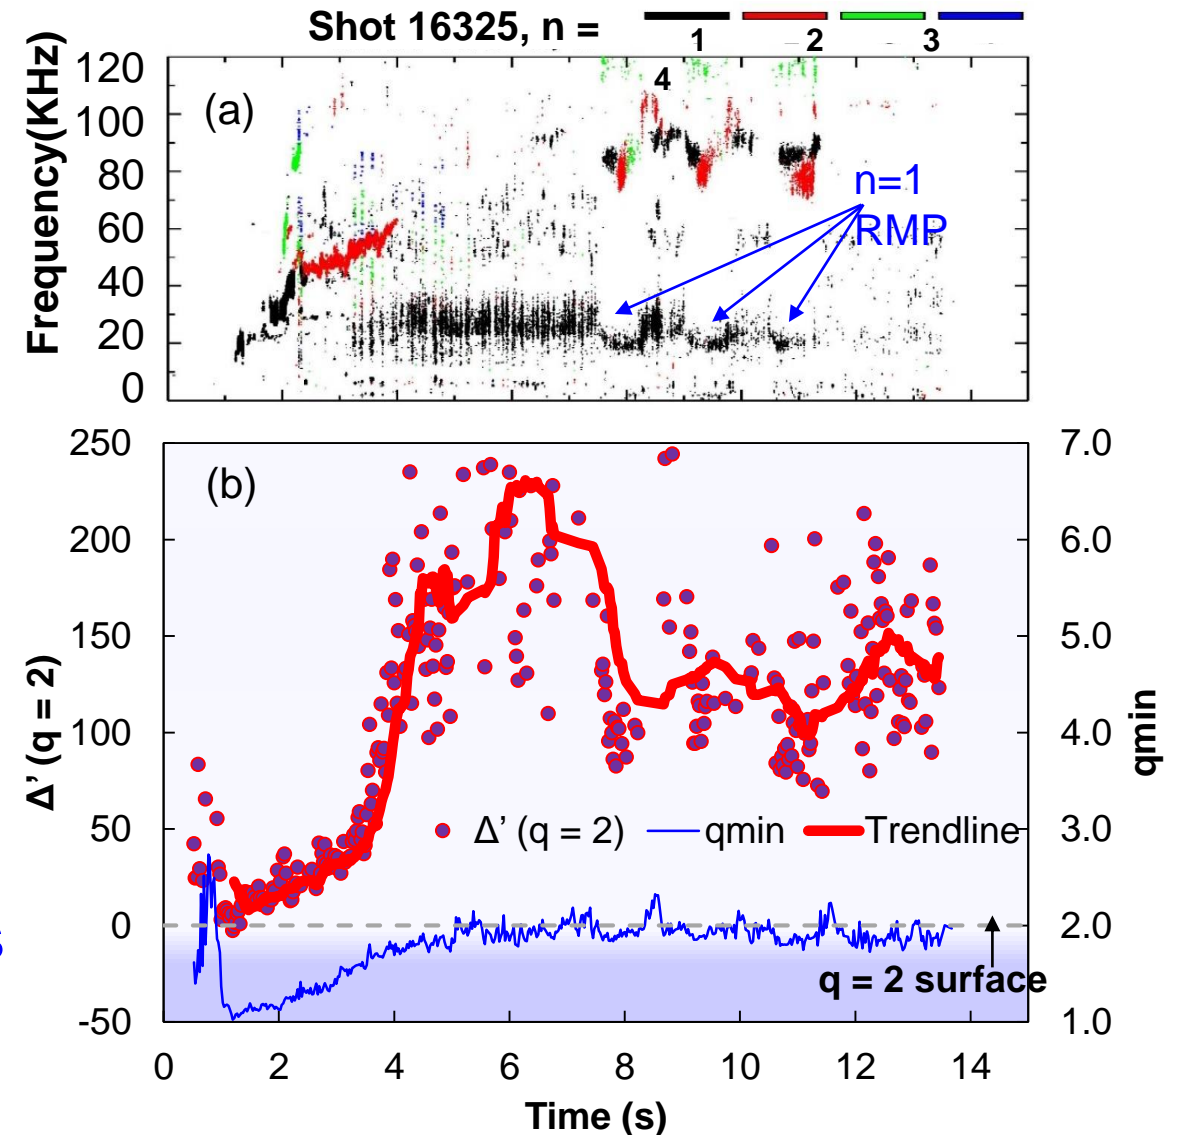 Shot 16325, n =
1 2 3
4
Frequency(KHz)
120
100
80
60
40
20
0
(a)
n=1
RMP
250
200
150
100
50
0
-50
Δ’ (q = 2)
(b)
7.0
6.0
5.0
4.0
3.0
2.0
1.0
qmin
Δ’ (q = 2) qmin Trendline
q = 2 surface
0 2 4 6 8 10 12 14
Time (s)